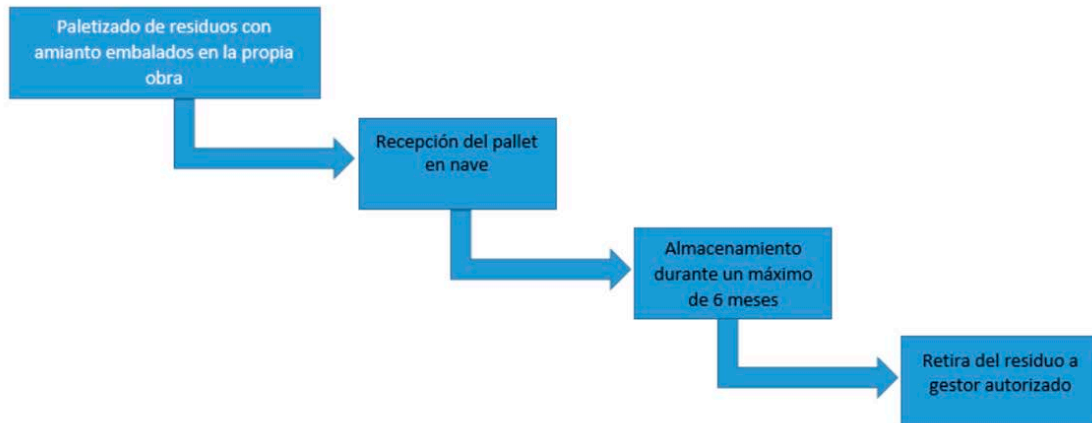 Paletizado de residuos con
amianto embalados en la propia
obra
Recepción del pallet
en nave
Almacenamiento
durante un máximo
de 6 meses
Retira del residuo a
gestor autorizado